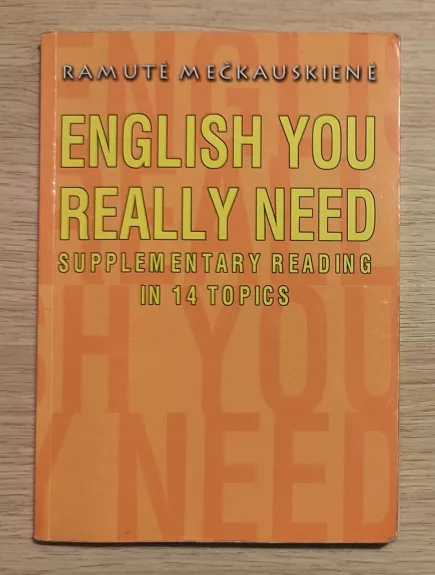 RAMUTĖ MEČKAUSKIENĖ
ENGLISH YOU
REALLY NEED
SUPPLEMENTARY READING
IN 14 TOPICS